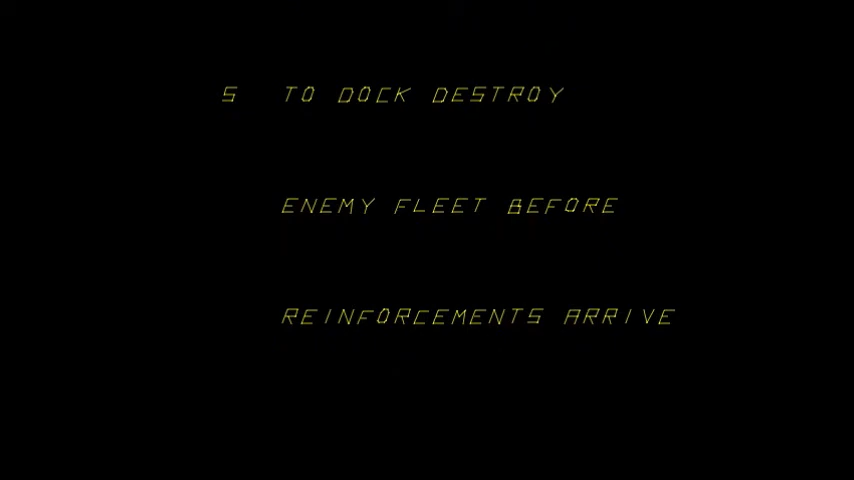 5 TO DOCK DESTROY
ENEMY FLEET BEFORE
REINFORCEMENTS ARRIVE